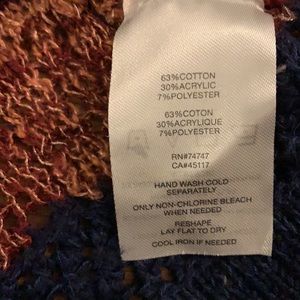 63%COTTON
30%ACRYLIC
7%POLYESTER
63%COTON
30%ACRYLIQUE
7%POLYESTER
RN#74747
CA#45117
HAND WASH COLD
SEPARATELY
ONLY NON-CHLORINE BLEACH
WHEN NEEDED
RESHAPE
LAY FLAT TO DRY
COOL IRON IF NEEDED